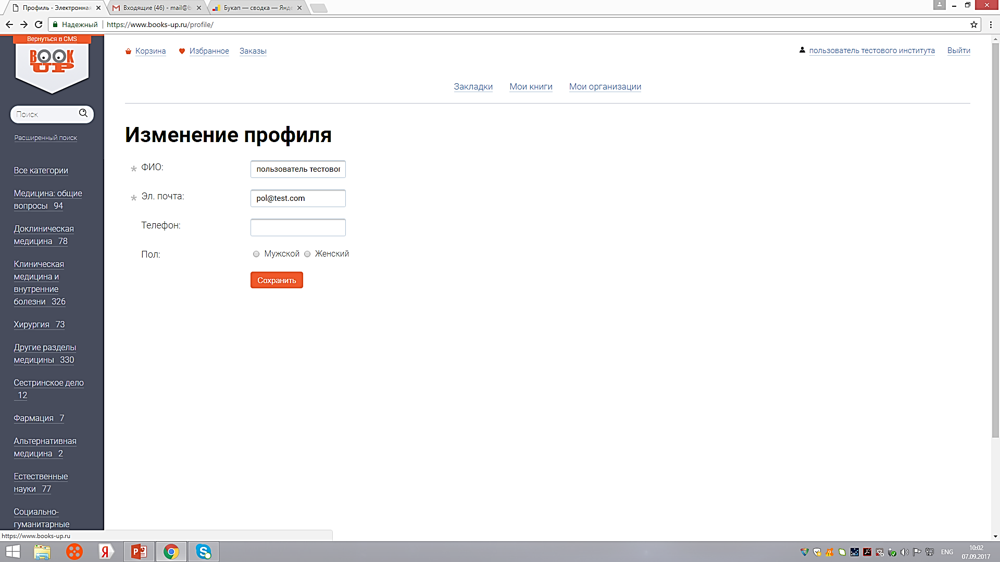 Профиль - Электронная
Входящие (46) - mail@b
Букап — сводка — Янде
Надежный
https://www.books-up.ru/profile/
Вернуться в CMS
BOOK
UP
Корзина
Избранное
Заказы
пользователь тестового института
Выйти
Закладки
Мои книги
Мои организации
Поиск
Расширенный поиск
Все категории
Медицина: общие
вопросы 94
Доклиническая
медицина 78
Клиническая
медицина и
внутренние
болезни 326
Хирургия 73
Другие разделы
медицины 330
Сестринское дело
12
Фармация 7
Альтернативная
медицина 2
Естественные
науки 77
Социально-
гуманитарные
Изменение профиля
* ФИО:
пользователь тестовог
* Эл. почта:
pol@test.com
Телефон:
Пол:
Мужской
Женский
Сохранить
https://www.books-up.ru
Я
ENG
10:02
07.09.2017